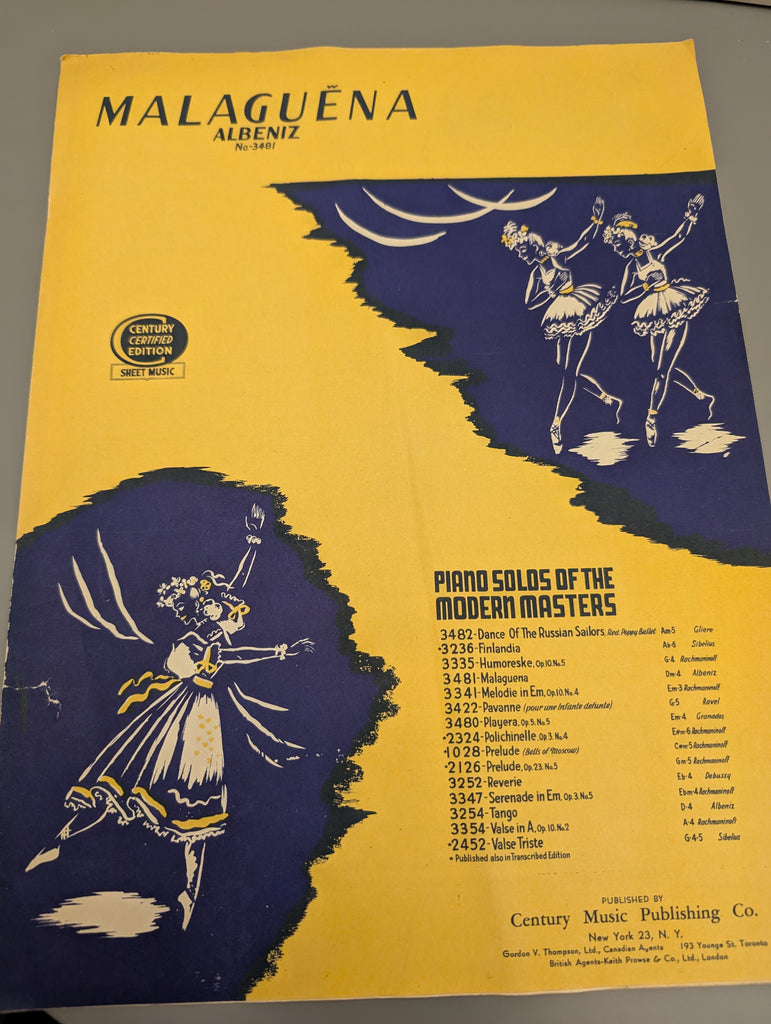 MALAGUẼNA
ALBENIZ
No.-3481
CENTURY
CERTIFIED
EDITION
SHEET MUSIC
PIANO SOLOS OF THE
MODERN MASTERS
3482-Dance Of The Russian Sailors, Red Poppy Ballet Am-5 Gliere
*3236-Finlandia Ab-6 Sibelius
3335-Humoreske, Op.10. No.5 G-4 Rachmaninoff
3481-Malaguena Dm-4 Albeniz
3341-Melodie in Em, Op.10. No.4 Em-3 Rachmaninoff
3422-Pavanne (pour une Infante defunte) G-5 Ravel
3480-Playera, Op.5. No.5 Em-4 Granados
*2324-Polichinelle Op.3. No.4 Rachmaninoff
*1028-Prelude (Bells of Moscow) C#m-5 Rachmaninoff
*2126-Prelude, Op.23. No.5 Gm-5 Rachmaninoff
3252-Reverie Eb-4 Debussy
3347-Serenade in Em, Op.3. No.5 Ebm-4 Rachmaninoff
3254-Tango D-4 Albeniz
3354-Valse in A, Op.10. No.2 A-4 Rachmaninoff
*2452-Valse Triste G-4-5 Sibelius
* Published also in Transcribed Edition
PUBLISHED BY
Century Music Publishing Co.
New York 23, N. Y.
Gordon V. Thompson, Ltd., Canadian Agents 193 Younge St. Toronto
British Agents-Keith Prowse & Co., Ltd., London